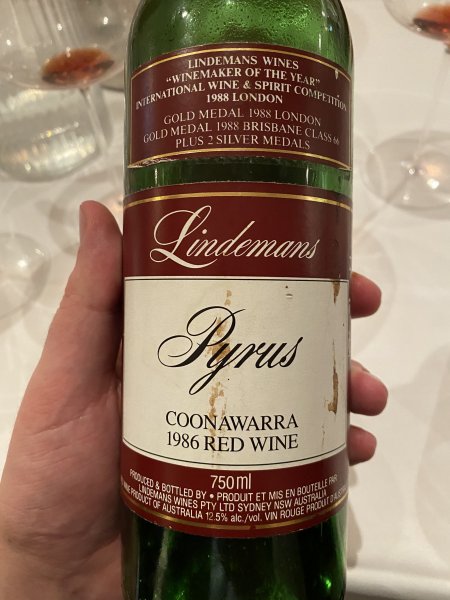 LINDEMANS WINES
"WINEMAKER OF THE YEAR"
INTERNATIONAL WINE & SPIRIT COMPETITION
1988 LONDON
GOLD MEDAL 1988 LONDON
GOLD MEDAL 1988 BRISBANE CLASS 66
PLUS 2 SILVER MEDALS
Lindemans
Pyrus
COONAWARRA
1986 RED WINE
750ml
PRODUCED & BOTTLED BY • PRODUIT ET MIS EN BOUTEILLE PAR
LINDEMANS WINES PTY LTD SYDNEY NSW AUSTRALIA
WINE PRODUCT OF AUSTRALIA 12.5% alc./vol. VIN ROUGE PRODUIT